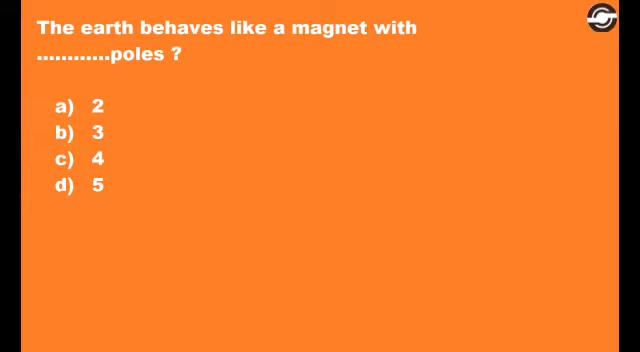 The earth behaves like a magnet with
............poles ?
a) 2
b) 3
c) 4
d) 5